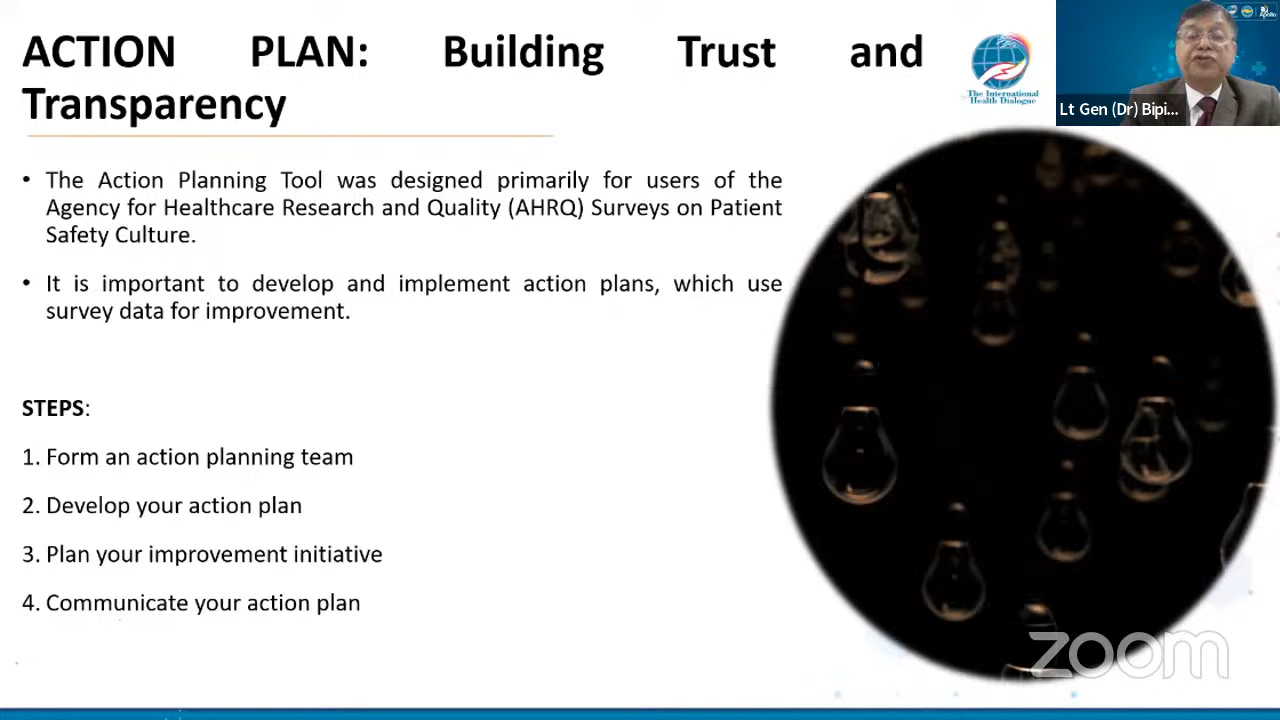 ACTION PLAN: Building Trust and
Transparency
The International
Health Dialogue
Apollo
Lt Gen (Dr) Bipi...
• The Action Planning Tool was designed primarily for users of the
Agency for Healthcare Research and Quality (AHRQ) Surveys on Patient
Safety Culture.
• It is important to develop and implement action plans, which use
survey data for improvement.
STEPS:
1. Form an action planning team
2. Develop your action plan
3. Plan your improvement initiative
4. Communicate your action plan
zoom